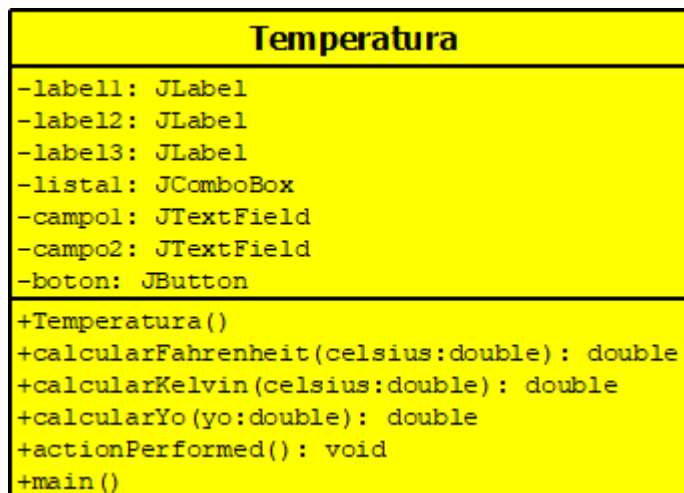 Temperatura
-label1: JLabel
-label2: JLabel
-label3: JLabel
-lista1: JComboBox
-campo1: JTextField
-campo2: JTextField
-boton: JButton
+Temperatura()
+calcularFahrenheit(celsius:double): double
+calcularKelvin(celsius:double): double
+calcularYo(yo:double): double
+actionPerformed(): void
+main()